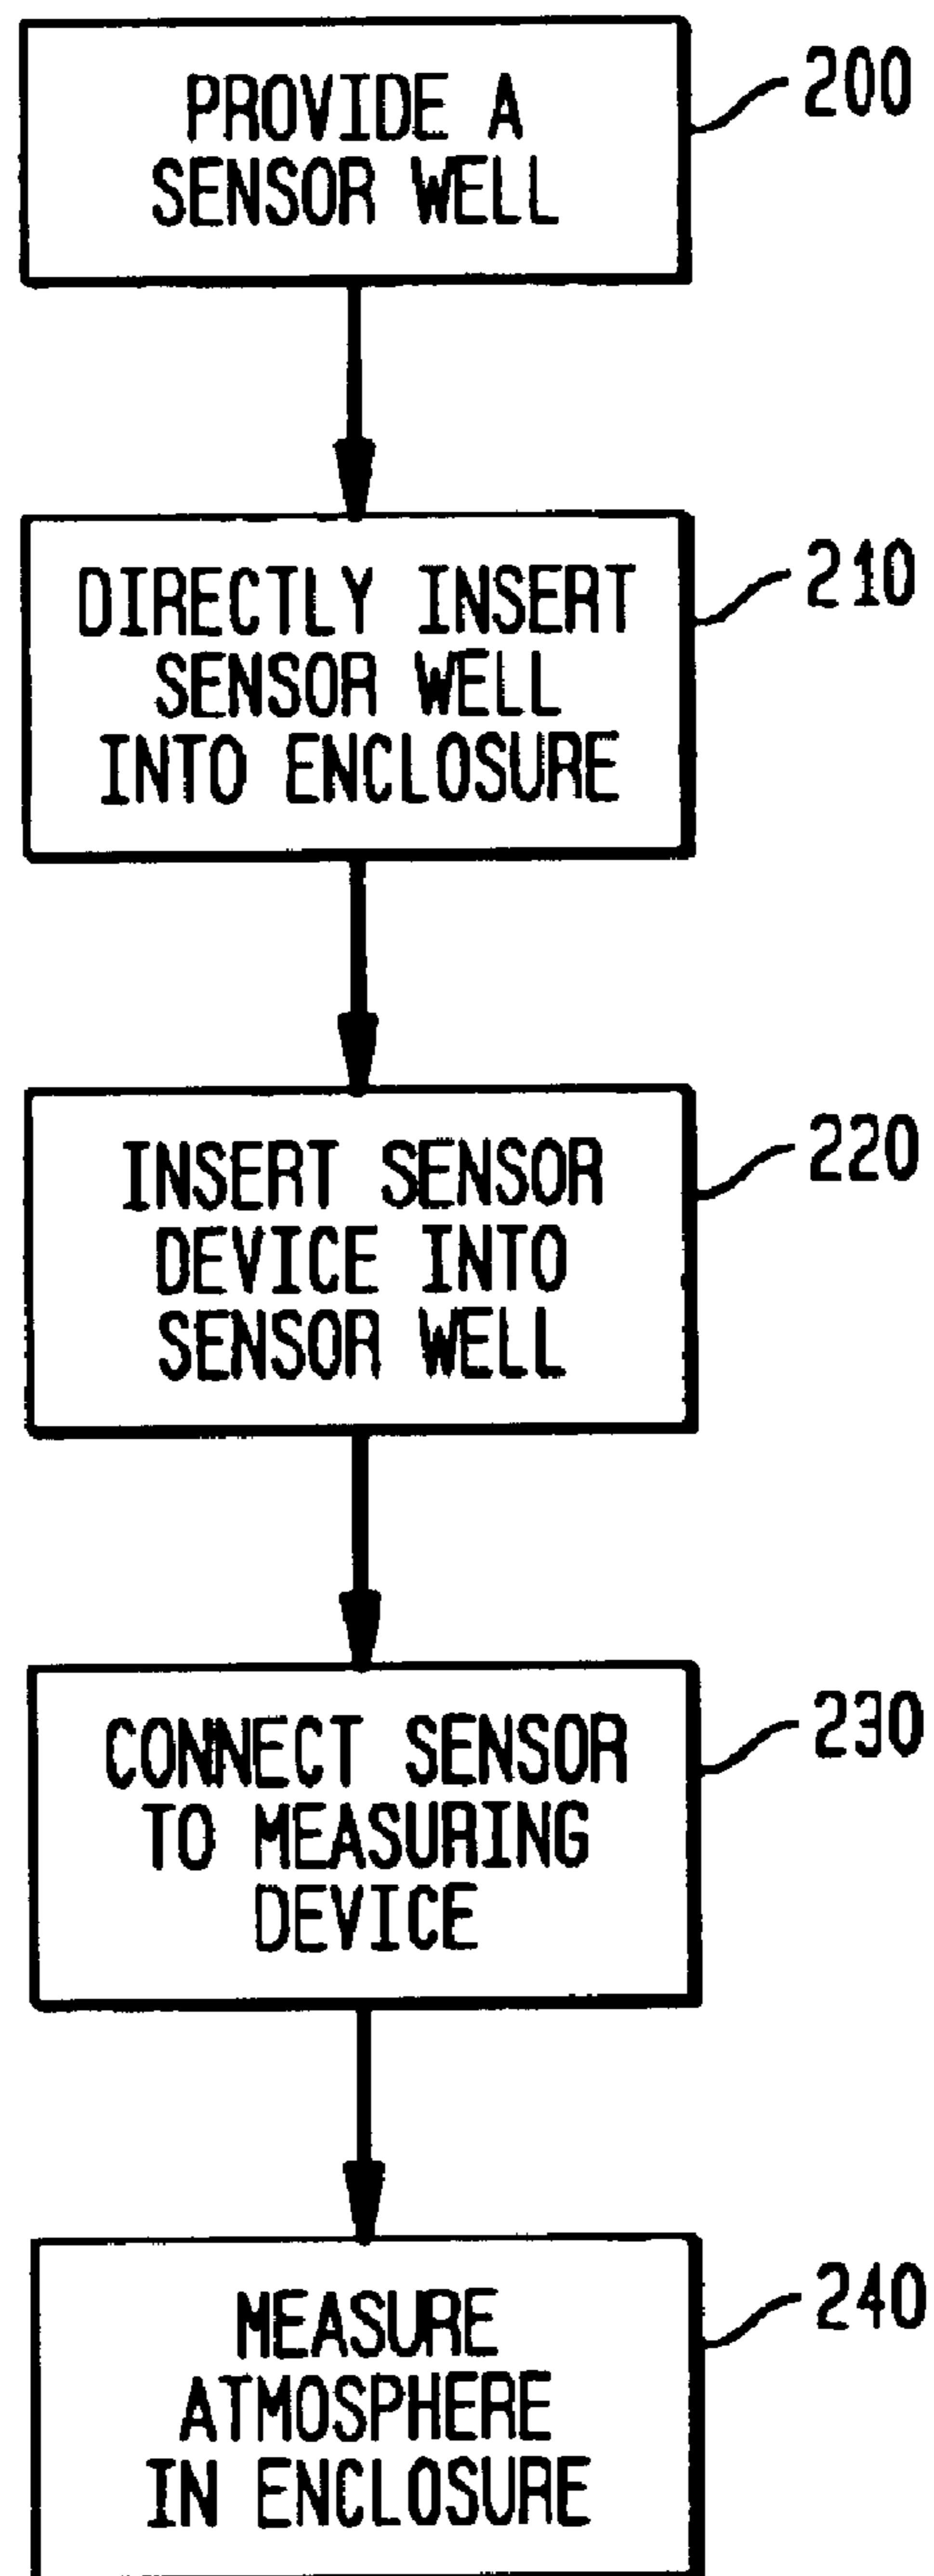 PROVIDE A
SENSOR WELL
200
DIRECTLY INSERT
SENSOR WELL
INTO ENCLOSURE
210
INSERT SENSOR
DEVICE INTO
SENSOR WELL
220
CONNECT SENSOR
TO MEASURING
DEVICE
230
MEASURE
ATMOSPHERE
IN ENCLOSURE
240